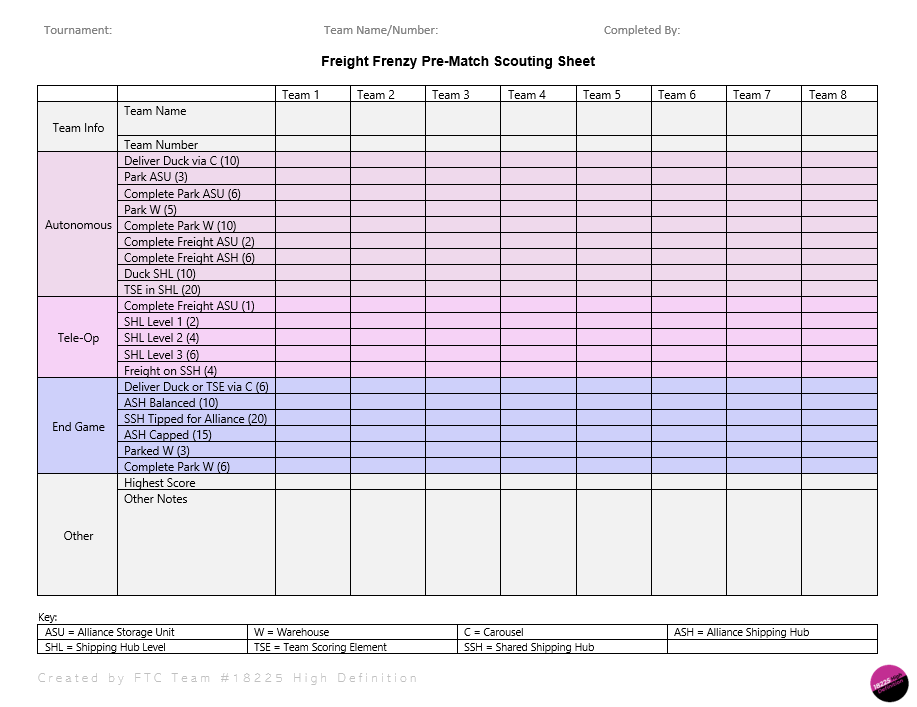 Tournament: Team Name/Number: Completed By:
Freight Frenzy Pre-Match Scouting Sheet
Team 1 Team 2 Team 3 Team 4 Team 5 Team 6 Team 7 Team 8
Team Info
Team Name
Team Number
Autonomous
Deliver Duck via C (10)
Park ASU (3)
Complete Park ASU (6)
Park W (5)
Complete Park W (10)
Complete Freight ASU (2)
Complete Freight ASH (6)
Duck SHL (10)
TSE in SHL (20)
Tele-Op
Complete Freight ASU (1)
SHL Level 1 (2)
SHL Level 2 (4)
SHL Level 3 (6)
Freight on SSH (4)
End Game
Deliver Duck or TSE via C (6)
ASH Balanced (10)
SSH Tipped for Alliance (20)
ASH Capped (15)
Parked W (3)
Complete Park W (6)
Other
Highest Score
Other Notes
Key:
ASU = Alliance Storage Unit W = Warehouse C = Carousel ASH = Alliance Shipping Hub
SHL = Shipping Hub Level TSE = Team Scoring Element SSH = Shared Shipping Hub
Created by FTC Team #18225 High Definition
18225 High
Definition